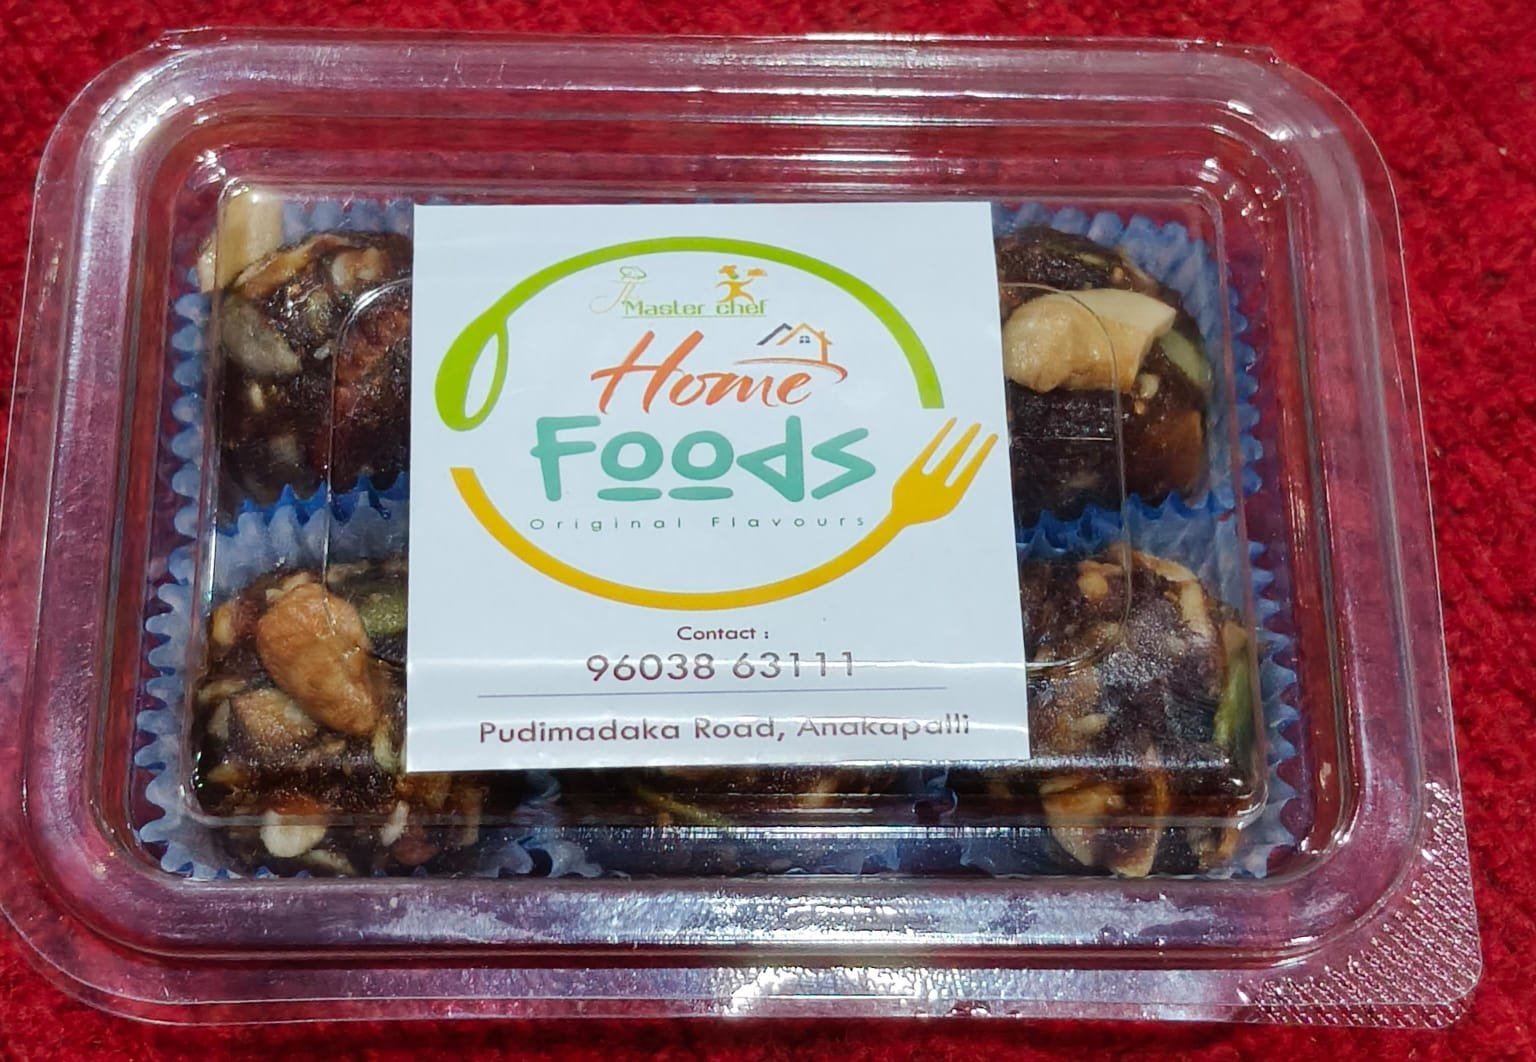 Master chef
Home
Foods
Original Flavours
Contact :
96038 63111
Pudimadaka Road, Anakapalli